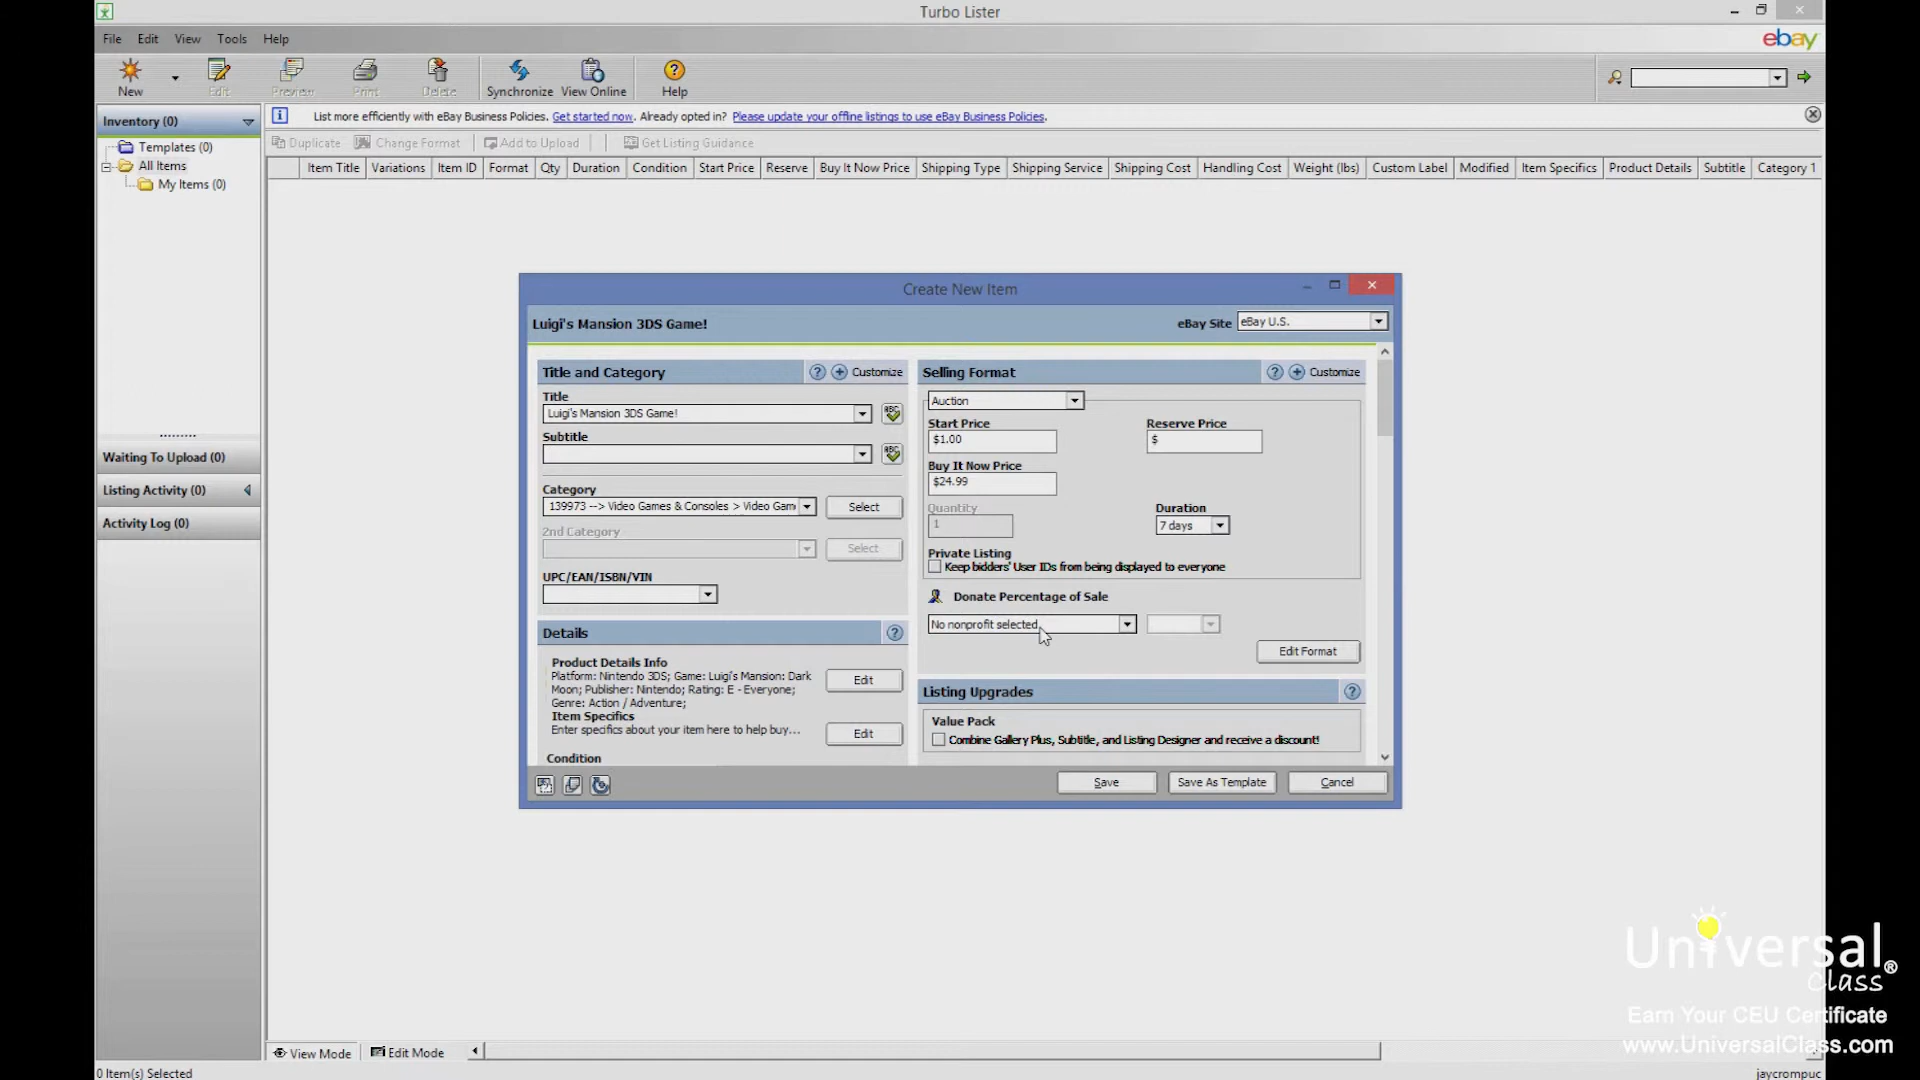 Turbo Lister
File Edit View Tools Help
ebay
New Edit Preview Print Delete Synchronize View Online Help
Inventory (0)
Templates (0)
All Items
My Items (0)
Waiting To Upload (0)
Listing Activity (0)
Activity Log (0)
List more efficiently with eBay Business Policies. Get started now. Already opted in? Please update your offline listings to use eBay Business Policies.
Duplicate Change Format Add to Upload Get Listing Guidance
Item Title Variations Item ID Format Qty Duration Condition Start Price Reserve Buy It Now Price Shipping Type Shipping Service Shipping Cost Handling Cost Weight (lbs) Custom Label Modified Item Specifics Product Details Subtitle Category 1
Create New Item
Luigi's Mansion 3DS Game!
eBay Site eBay U.S.
Title and Category
Customize
Title
Luigi's Mansion 3DS Game!
Subtitle
Category
139973 --> Video Games & Consoles > Video Gam
Select
2nd Category
Select
UPC/EAN/ISBN/VIN
Details
Product Details Info
Platform: Nintendo 3DS; Game: Luigi's Mansion: Dark
Moon; Publisher: Nintendo; Rating: E - Everyone;
Genre: Action / Adventure;
Edit
Item Specifics
Enter specifics about your item here to help buy...
Edit
Condition
Selling Format
Customize
Auction
Start Price
$1.00
Reserve Price
$
Buy It Now Price
$24.99
Quantity
1
Duration
7 days
Private Listing
Keep bidders' User IDs from being displayed to everyone
Donate Percentage of Sale
No nonprofit selected
Edit Format
Listing Upgrades
Value Pack
Combine Gallery Plus, Subtitle, and Listing Designer and receive a discount!
Save Save As Template Cancel
View Mode Edit Mode
0 Item(s) Selected
jaycrompuc
Universal
Class®
Earn Your CEU Certificate
www.UniversalClass.com